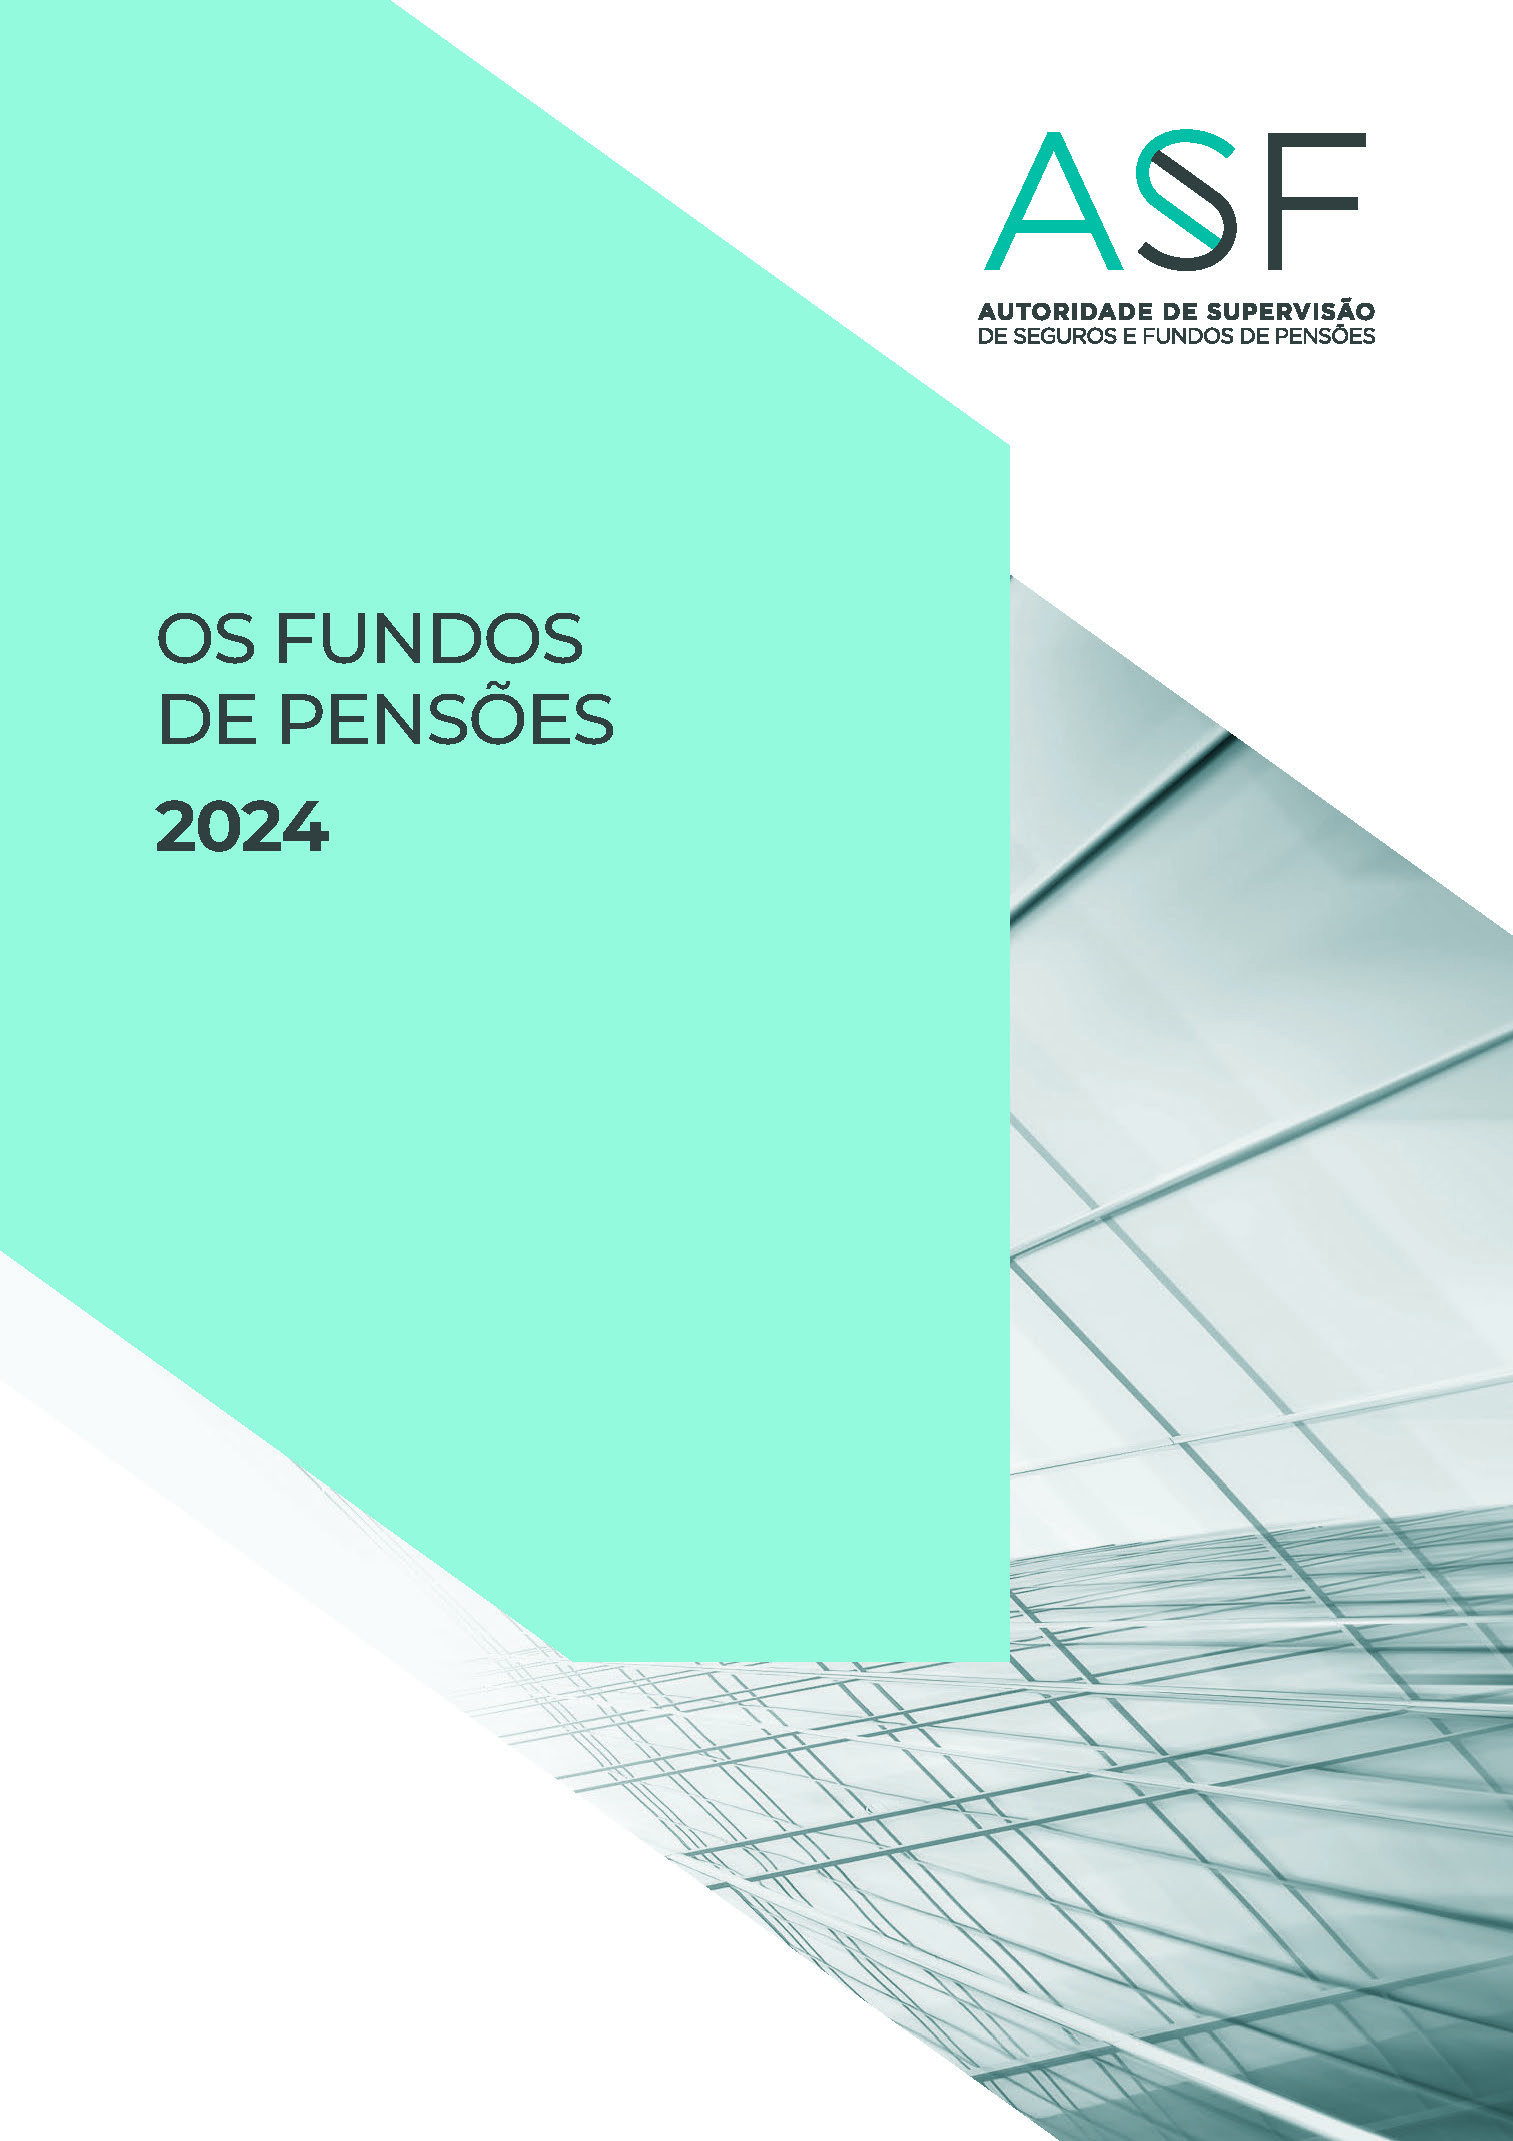 ASF
AUTORIDADE DE SUPERVISÃO
DE SEGUROS E FUNDOS DE PENSÕES
OS FUNDOS
DE PENSÕES
2024